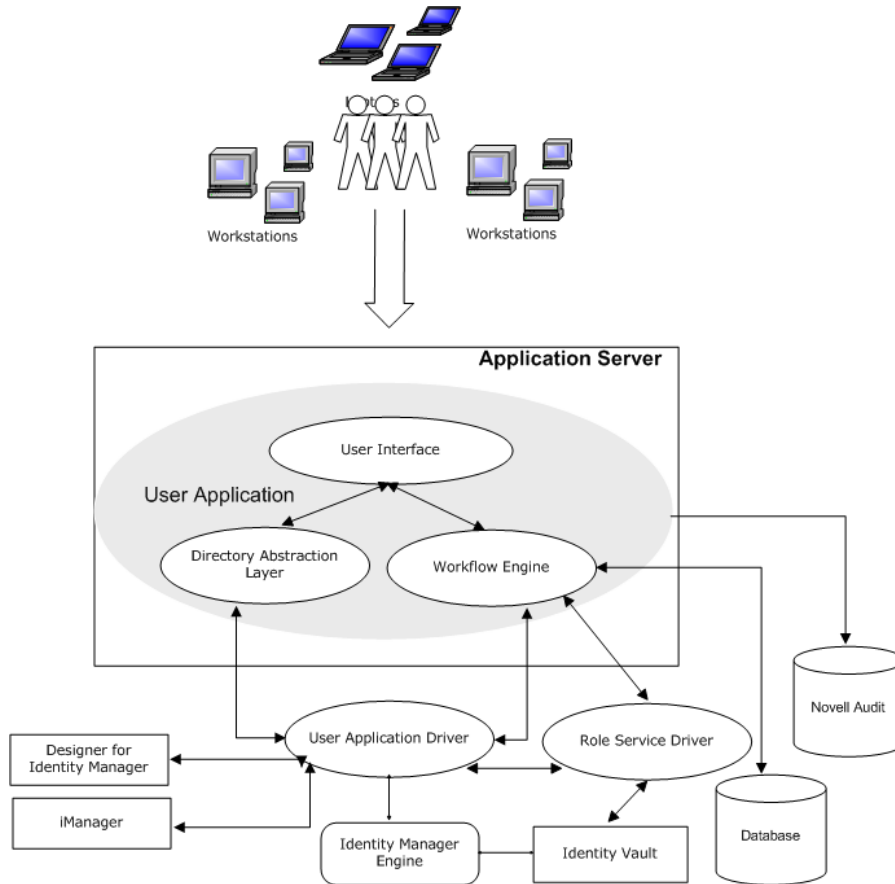 Workstations
Workstations
Application Server
User Interface
User Application
Directory Abstraction
Layer
Workflow Engine
Novell Audit
User Application Driver
Role Service Driver
Designer for
Identity Manager
iManager
Identity Manager
Engine
Identity Vault
Database